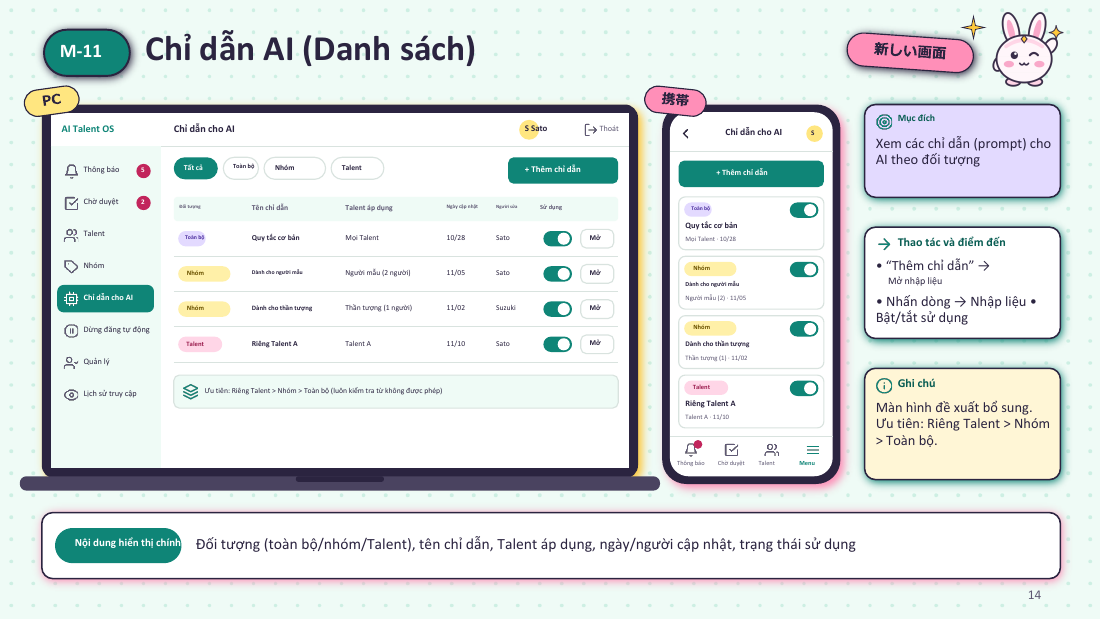 M-11
Chỉ dẫn AI (Danh sách)
新しい画面
PC
AI Talent OS
Chỉ dẫn cho AI
S Sato
Thoát
Thông báo
5
Chờ duyệt
2
Talent
Nhóm
Chỉ dẫn cho AI
Dừng đăng tự động
Quản lý
Lịch sử truy cập
Tất cả
Toàn bộ
Nhóm
Talent
+ Thêm chỉ dẫn
Đối tượng
Tên chỉ dẫn
Talent áp dụng
Ngày cập nhật
Người sửa
Sử dụng
Toàn bộ
Quy tắc cơ bản
Mọi Talent
10/28
Sato
Mở
Nhóm
Dành cho người mẫu
Người mẫu (2 người)
11/05
Sato
Mở
Nhóm
Dành cho thần tượng
Thần tượng (1 người)
11/02
Suzuki
Mở
Talent
Riêng Talent A
Talent A
11/10
Sato
Mở
Ưu tiên: Riêng Talent > Nhóm > Toàn bộ (luôn kiểm tra từ không được phép)
携帯
Chỉ dẫn cho AI
S
+ Thêm chỉ dẫn
Toàn bộ
Quy tắc cơ bản
Mọi Talent · 10/28
Nhóm
Dành cho người mẫu
Người mẫu (2) · 11/05
Nhóm
Dành cho thần tượng
Thần tượng (1) · 11/02
Talent
Riêng Talent A
Talent A · 11/10
Thông báo
Chờ duyệt
Talent
Menu
Mục đích
Xem các chỉ dẫn (prompt) cho
AI theo đối tượng
Thao tác và điểm đến
• “Thêm chỉ dẫn” →
Mở nhập liệu
• Nhấn dòng → Nhập liệu •
Bật/tắt sử dụng
Ghi chú
Màn hình đề xuất bổ sung.
Ưu tiên: Riêng Talent > Nhóm
> Toàn bộ.
Nội dung hiển thị chính
Đối tượng (toàn bộ/nhóm/Talent), tên chỉ dẫn, Talent áp dụng, ngày/người cập nhật, trạng thái sử dụng
14